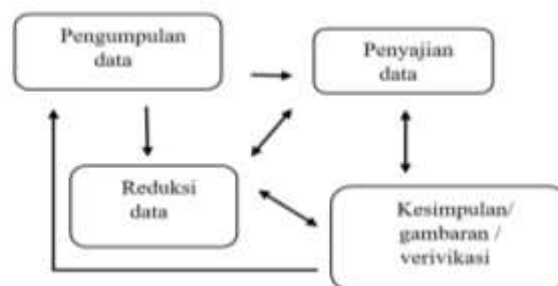 Pengumpulan
data
Penyajian
data
Reduksi
data
Kesimpulan/
gambaran /
verivikasi